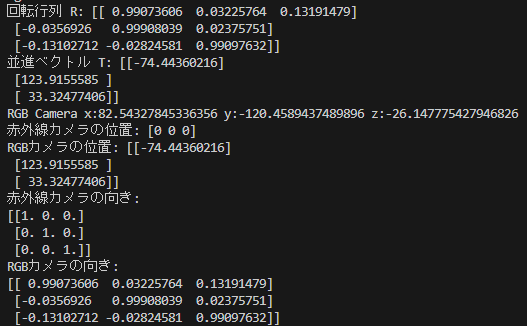 回転行列 R: [[ 0.99073606  0.03225764  0.13191479]
 [-0.0356926   0.99908039  0.02375751]
 [-0.13102712 -0.02824581  0.99097632]]
並進ベクトル T: [[-74.44360216]
 [123.9155585 ]
 [ 33.32477406]]
RGB Camera x:82.54327845336356 y:-120.4589437489896 z:-26.147775427946826
赤外線カメラの位置: [0 0 0]
RGBカメラの位置: [[-74.44360216]
 [123.9155585 ]
 [ 33.32477406]]
赤外線カメラの向き:
[[1. 0. 0.]
 [0. 1. 0.]
 [0. 0. 1.]]
RGBカメラの向き:
[[ 0.99073606  0.03225764  0.13191479]
 [-0.0356926   0.99908039  0.02375751]
 [-0.13102712 -0.02824581  0.99097632]]